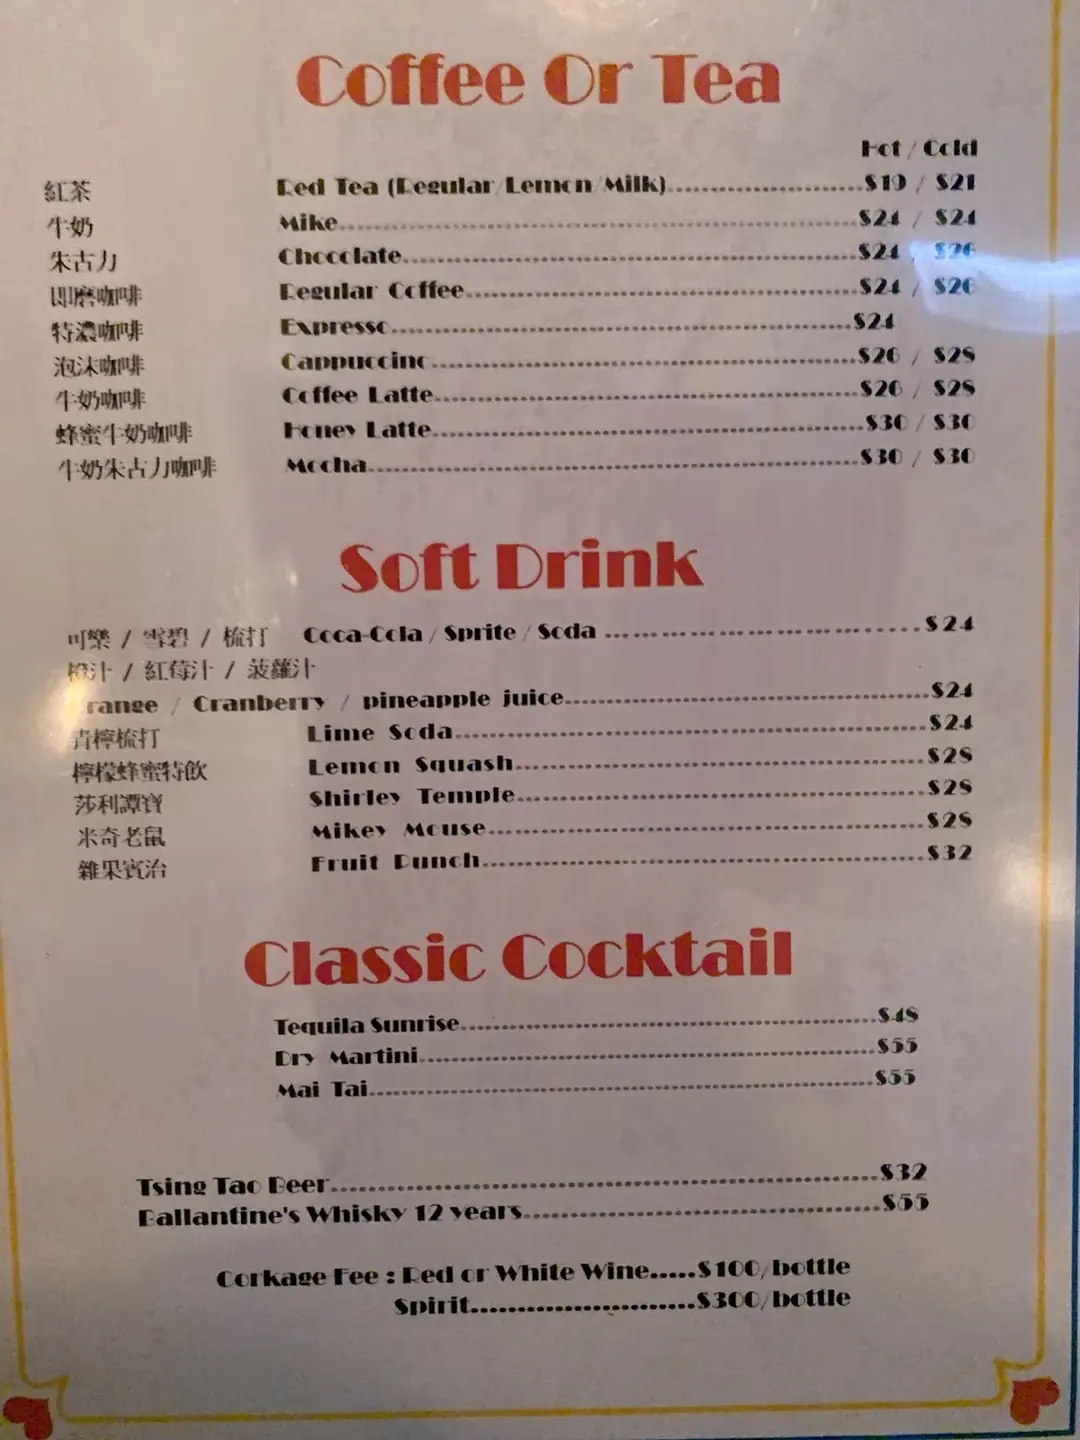 Coffee Or Tea
Hot / Cold
紅茶 Red Tea (Regular/Lemon/Milk)......................$19 / $21
牛奶 Mike..........................................................$24 / $24
朱古力 Chocolate..................................................$24 / $26
即磨咖啡 Regular Coffee...........................................$24 / $26
特濃咖啡 Expresso..................................................$24
泡沫咖啡 Cappuccino................................................$26 / $28
牛奶咖啡 Coffee Latte..............................................$26 / $28
蜂蜜牛奶咖啡 Honey Latte................................................$30 / $30
牛奶朱古力咖啡 Mocha.......................................................$30 / $30
Soft Drink
可樂 / 雪碧 / 梳打 Coca-Cola / Sprite / Soda ........................................$24
橙汁 / 紅莓汁 / 菠蘿汁
Orange / Cranberry / pineapple juice..........................................$24
青檸梳打 Lime Soda......................................................$24
檸檬蜂蜜特飲 Lemon Squash...............................................$28
莎利譚寶 Shirley Temple...............................................$28
米奇老鼠 Mikey Mouse..................................................$28
雜果賓治 Fruit Punch...................................................$32
Classic Cocktail
Tequila Sunrise.................................................$48
Dry Martini.....................................................$55
Mai Tai...........................................................$55
Tsing Tao Beer................................................................$32
Ballantine's Whisky 12 years..........................................$55
Corkage Fee : Red or White Wine.....$100/bottle
Spirit..........................$300/bottle